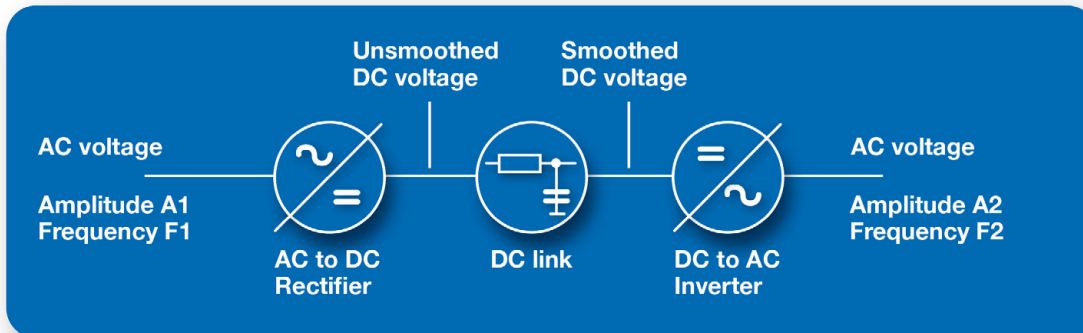 Unsmoothed
DC voltage
Smoothed
DC voltage
AC voltage
Amplitude A1
Frequency F1
AC to DC
Rectifier
DC link
DC to AC
Inverter
AC voltage
Amplitude A2
Frequency F2